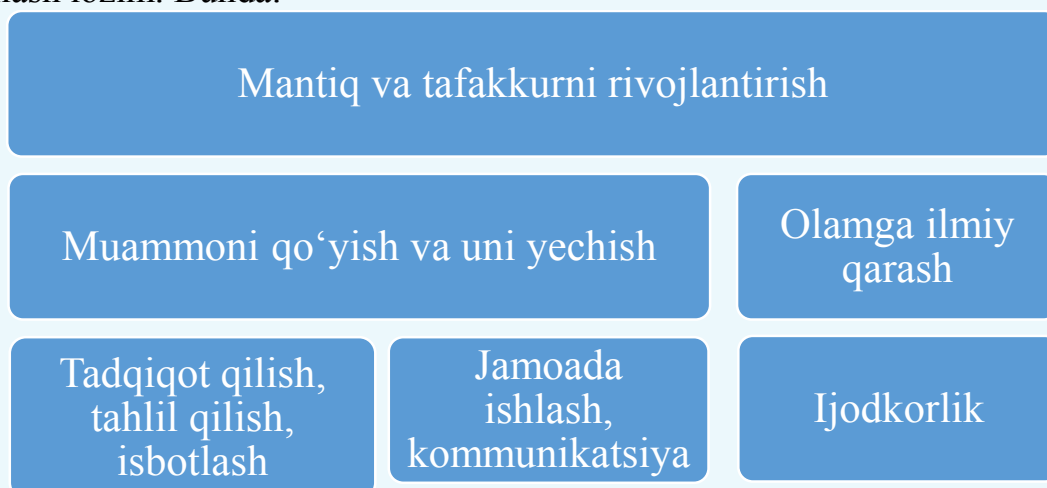 Mantiq va tafakkurni rivojlantirish
Muammoni qo‘yish va uni yechish
Olamga ilmiy
qarash
Tadqiqot qilish,
tahlil qilish,
isbotlash
Jamoada
ishlash,
kommunikatsiya
Ijodkorlik